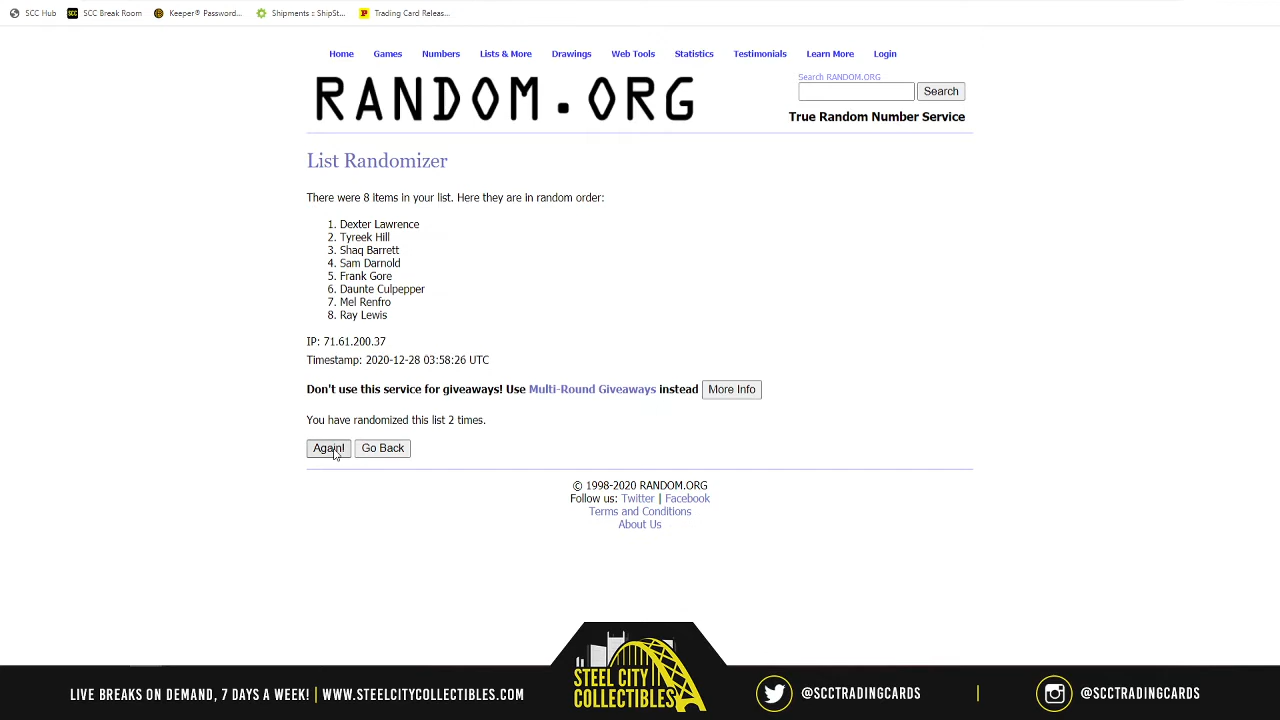 SCC Hub SCC Break Room Keeper® Password... Shipments :: ShipSt... Trading Card Releas...
Home Games Numbers Lists & More Drawings Web Tools Statistics Testimonials Learn More Login
RANDOM.ORG
Search RANDOM.ORG
Search
True Random Number Service
List Randomizer
There were 8 items in your list. Here they are in random order:
1. Dexter Lawrence
2. Tyreek Hill
3. Shaq Barrett
4. Sam Darnold
5. Frank Gore
6. Daunte Culpepper
7. Mel Renfro
8. Ray Lewis
IP: 71.61.200.37
Timestamp: 2020-12-28 03:58:26 UTC
Don't use this service for giveaways! Use Multi-Round Giveaways instead More Info
You have randomized this list 2 times.
Again! Go Back
© 1998-2020 RANDOM.ORG
Follow us: Twitter | Facebook
Terms and Conditions
About Us
STEEL CITY
COLLECTIBLES
LIVE BREAKS ON DEMAND, 7 DAYS A WEEK! | WWW.STEELCITYCOLLECTIBLES.COM
@SCCTRADINGCARDS | @SCCTRADINGCARDS